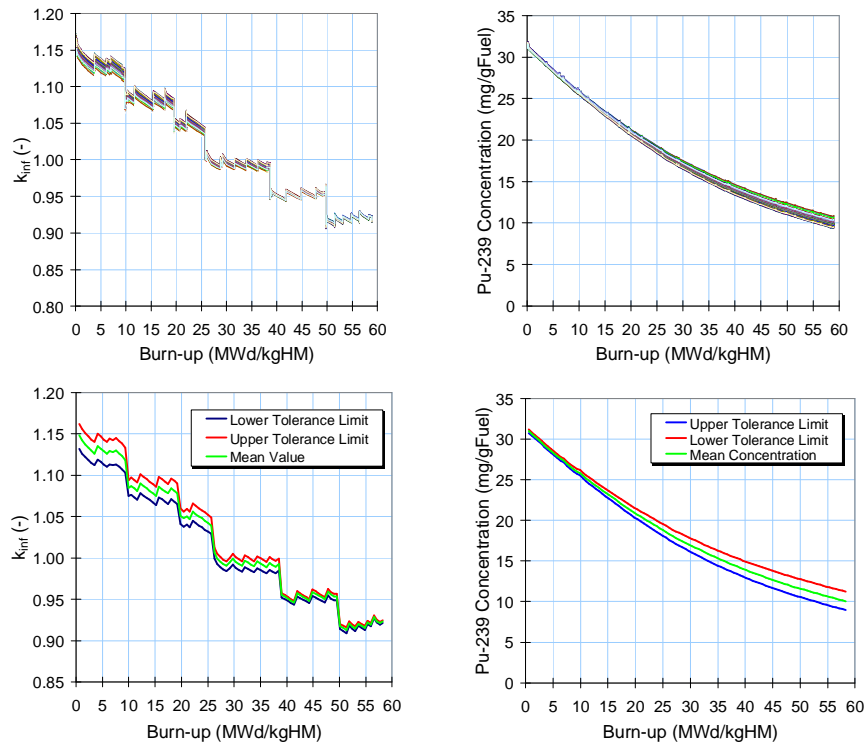 1.20
1.15
1.10
1.05
1.00
0.95
0.90
0.85
0.80
k_inf (-)
0 5 10 15 20 25 30 35 40 45 50 55 60
Burn-up (MWd/kgHM)
35
30
25
20
15
10
5
0
Pu-239 Concentration (mg/gFuel)
0 5 10 15 20 25 30 35 40 45 50 55 60
Burn-up (MWd/kgHM)
1.20
1.15
1.10
1.05
1.00
0.95
0.90
0.85
k_inf (-)
Lower Tolerance Limit
Upper Tolerance Limit
Mean Value
0 5 10 15 20 25 30 35 40 45 50 55 60
Burn-up (MWd/kgHM)
35
30
25
20
15
10
5
0
Pu-239 Concentration (mg/gFuel)
Upper Tolerance Limit
Lower Tolerance Limit
Mean Concentration
0 5 10 15 20 25 30 35 40 45 50 55 60
Burn-up (MWd/kgHM)